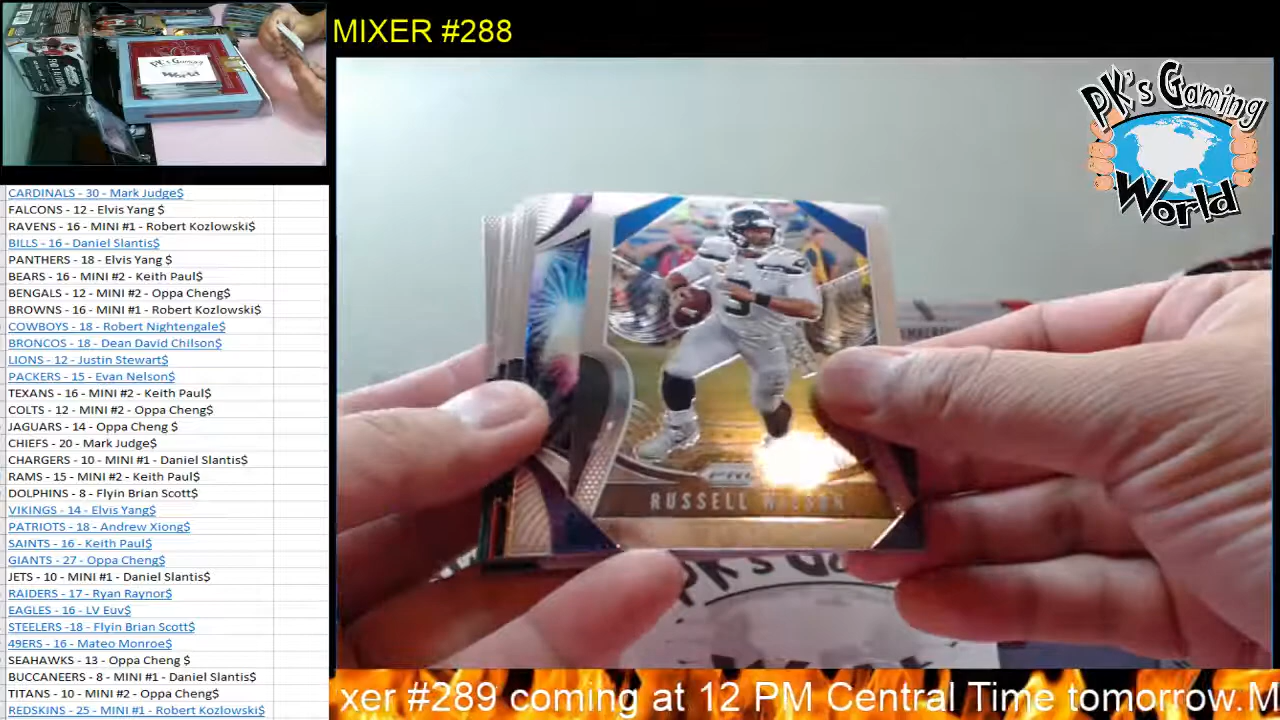 MIXER #288
PK's Gaming
World
PK's Gaming
World
CARDINALS - 30 - Mark Judge$
FALCONS - 12 - Elvis Yang $
RAVENS - 16 - MINI #1 - Robert Kozlowski$
BILLS - 16 - Daniel Slantis$
PANTHERS - 18 - Elvis Yang $
BEARS - 16 - MINI #2 - Keith Paul$
BENGALS - 12 - MINI #2 - Oppa Cheng$
BROWNS - 16 - MINI #1 - Robert Kozlowski$
COWBOYS - 18 - Robert Nightengale$
BRONCOS - 18 - Dean David Chilson$
LIONS - 12 - Justin Stewart$
PACKERS - 15 - Evan Nelson$
TEXANS - 16 - MINI #2 - Keith Paul$
COLTS - 12 - MINI #2 - Oppa Cheng$
JAGUARS - 14 - Oppa Cheng $
CHIEFS - 20 - Mark Judge$
CHARGERS - 10 - MINI #1 - Daniel Slantis$
RAMS - 15 - MINI #2 - Keith Paul$
DOLPHINS - 8 - Flyin Brian Scott$
VIKINGS - 14 - Elvis Yang$
PATRIOTS - 18 - Andrew Xiong$
SAINTS - 16 - Keith Paul$
GIANTS - 27 - Oppa Cheng$
JETS - 10 - MINI #1 - Daniel Slantis$
RAIDERS - 17 - Ryan Raynor$
EAGLES - 16 - LV Euv$
STEELERS -18 - Flyin Brian Scott$
49ERS - 16 - Mateo Monroe$
SEAHAWKS - 13 - Oppa Cheng $
BUCCANEERS - 8 - MINI #1 - Daniel Slantis$
TITANS - 10 - MINI #2 - Oppa Cheng$
REDSKINS - 25 - MINI #1 - Robert Kozlowski$
3
RUSSELL WILSON
PK's G
xer #289 coming at 12 PM Central Time tomorrow.M